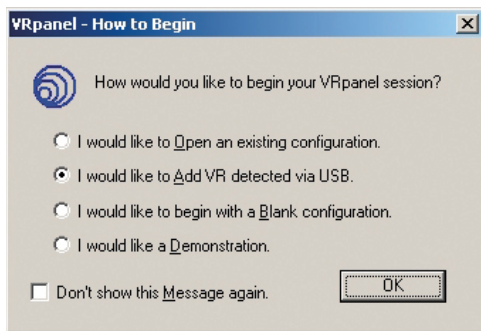 VRpanel - How to Begin
How would you like to begin your VRpanel session?
I would like to Open an existing configuration.
I would like to Add VR detected via USB.
I would like to begin with a Blank configuration.
I would like a Demonstration.
Don't show this Message again.
OK